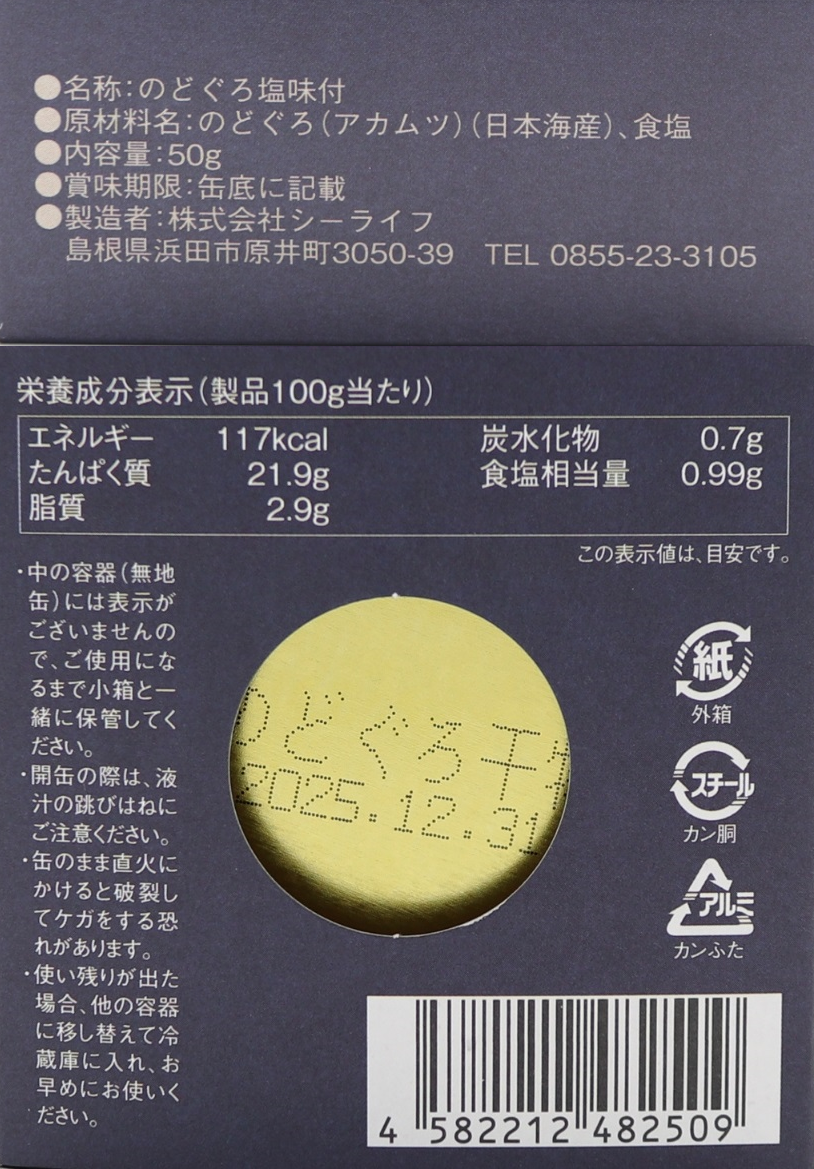 ●名称：のどぐろ塩味付
●原材料名：のどぐろ（アカムツ）（日本海産）、食塩
●内容量：50g
●賞味期限：缶底に記載
●製造者：株式会社シーライフ
島根県浜田市原井町3050-39 TEL 0855-23-3105
栄養成分表示（製品100g当たり）
エネルギー 117kcal 炭水化物 0.7g
たんぱく質 21.9g 食塩相当量 0.99g
脂質 2.9g
この表示値は、目安です。
・中の容器（無地
缶）には表示が
ございませんの
で、ご使用にな
るまで小箱と一
緒に保管してく
ださい。
・開缶の際は、液
汁の跳びはねに
ご注意ください。
・缶のまま直火に
かけると破裂し
てケガをする恐
れがあります。
・使い残りが出た
場合、他の容器
に移し替えて冷
蔵庫に入れ、お
早めにお使いく
ださい。
のどぐろ干
2025.12.31
紙
外箱
スチール
カン胴
アルミ
カンふた
4 582212 482509